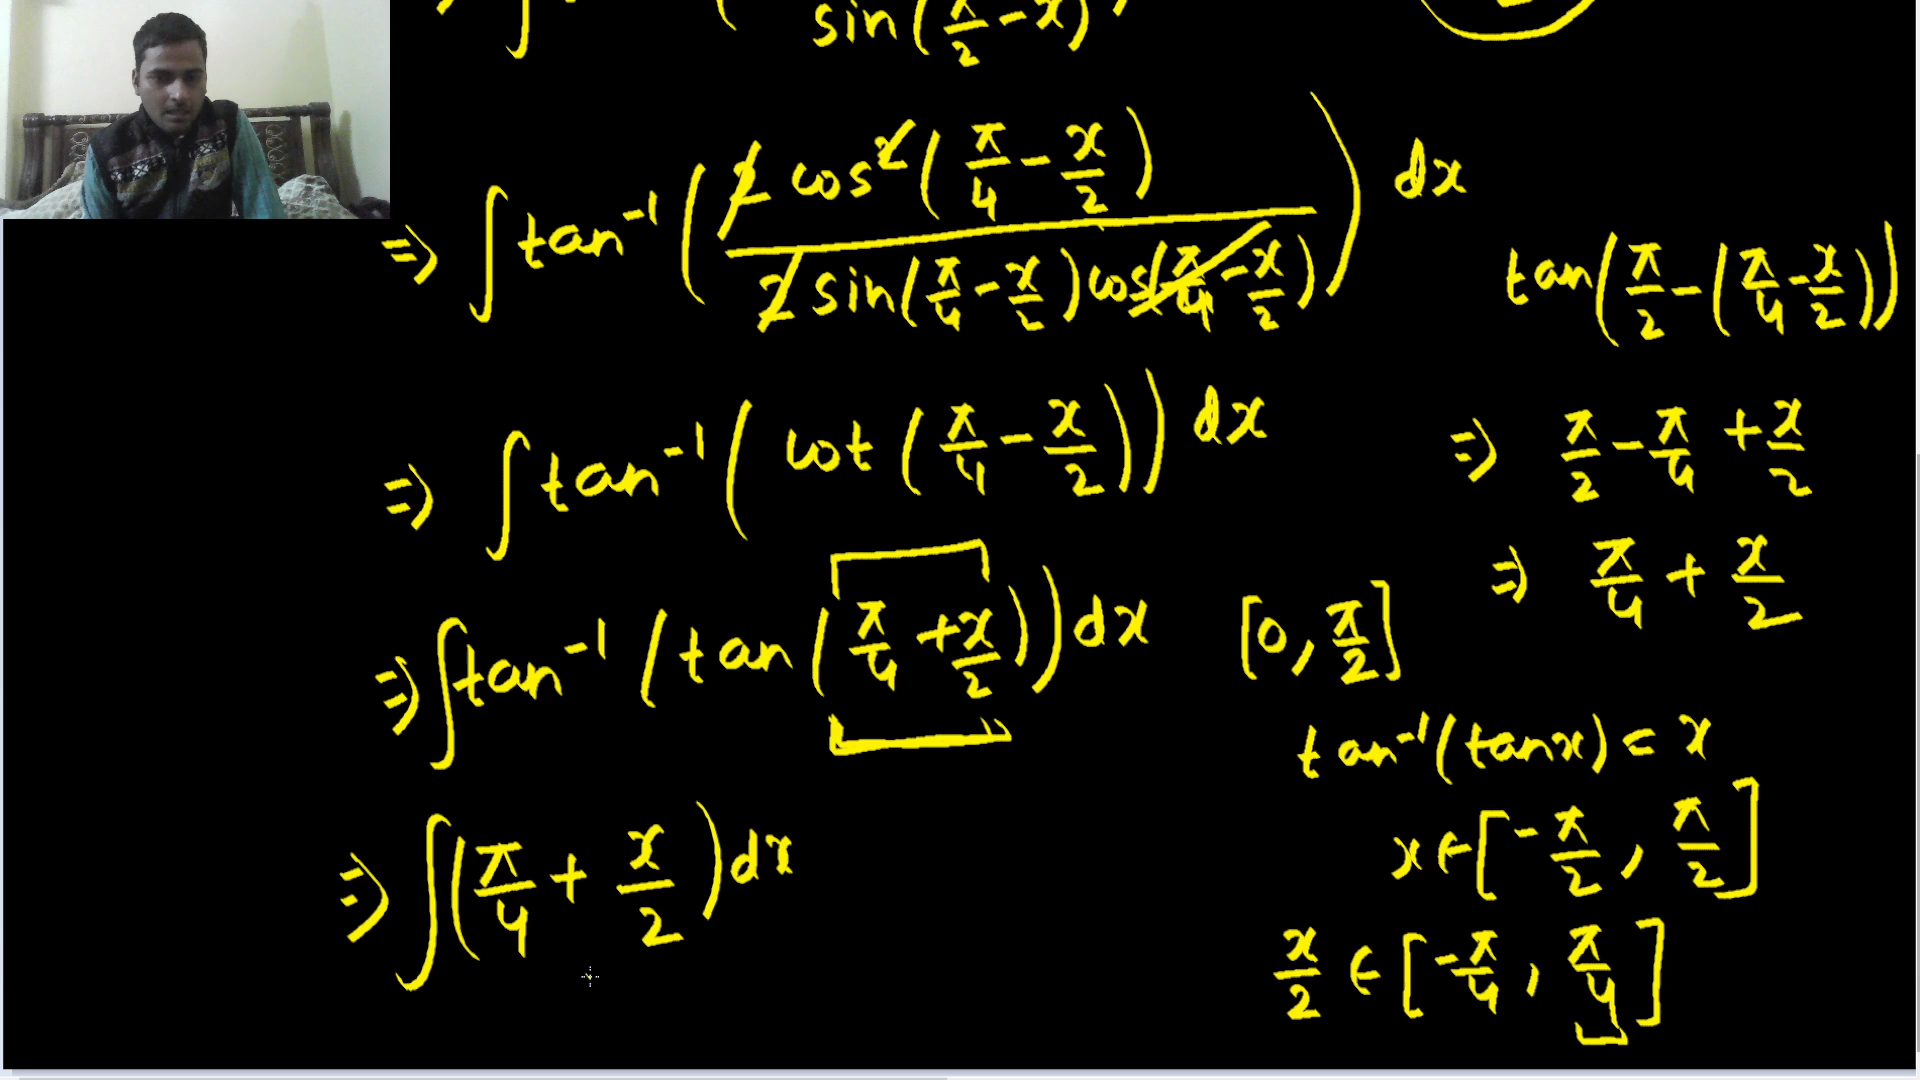 sin(π/2 - x)
⇒ ∫ tan⁻¹ ( 2 cos² (π/4 - x/2) / 2 sin(π/4 - x/2) cos(π/4 - x/2) ) dx
tan(π/2 - (π/4 - x/2))
⇒ ∫ tan⁻¹ ( cot (π/4 - x/2) ) dx
⇒ π/2 - π/4 + x/2
⇒ π/4 + x/2
⇒ ∫ tan⁻¹ ( tan (π/4 + x/2) ) dx
[0, π/2]
tan⁻¹(tan x) = x
x ∈ [-π/2, π/2]
⇒ ∫ (π/4 + x/2) dx
x/2 ∈ [-π/4, π/4]